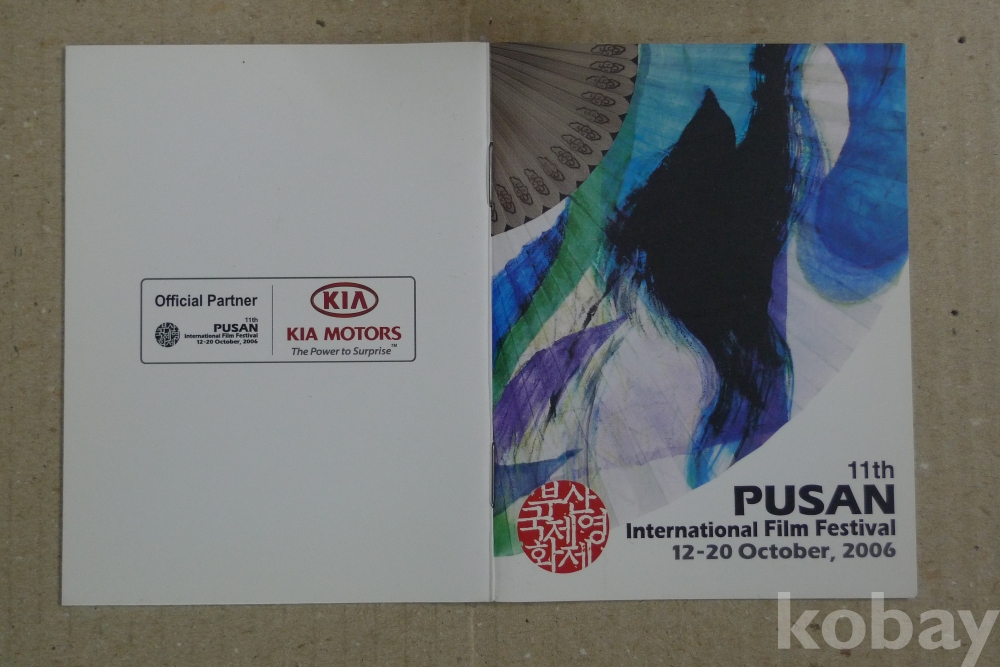 Official Partner
11th
PUSAN
International Film Festival
12-20 October, 2006
KIA
KIA MOTORS
The Power to Surprise™
11th
PUSAN
International Film Festival
12-20 October, 2006
부산
국제영
화제
kobay